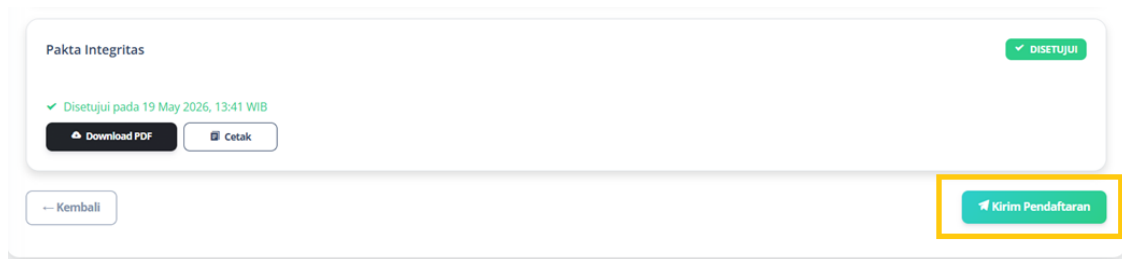 Pakta Integritas
DISETUJUI
Disetujui pada 19 May 2026, 13:41 WIB
Download PDF
Cetak
← Kembali
Kirim Pendaftaran